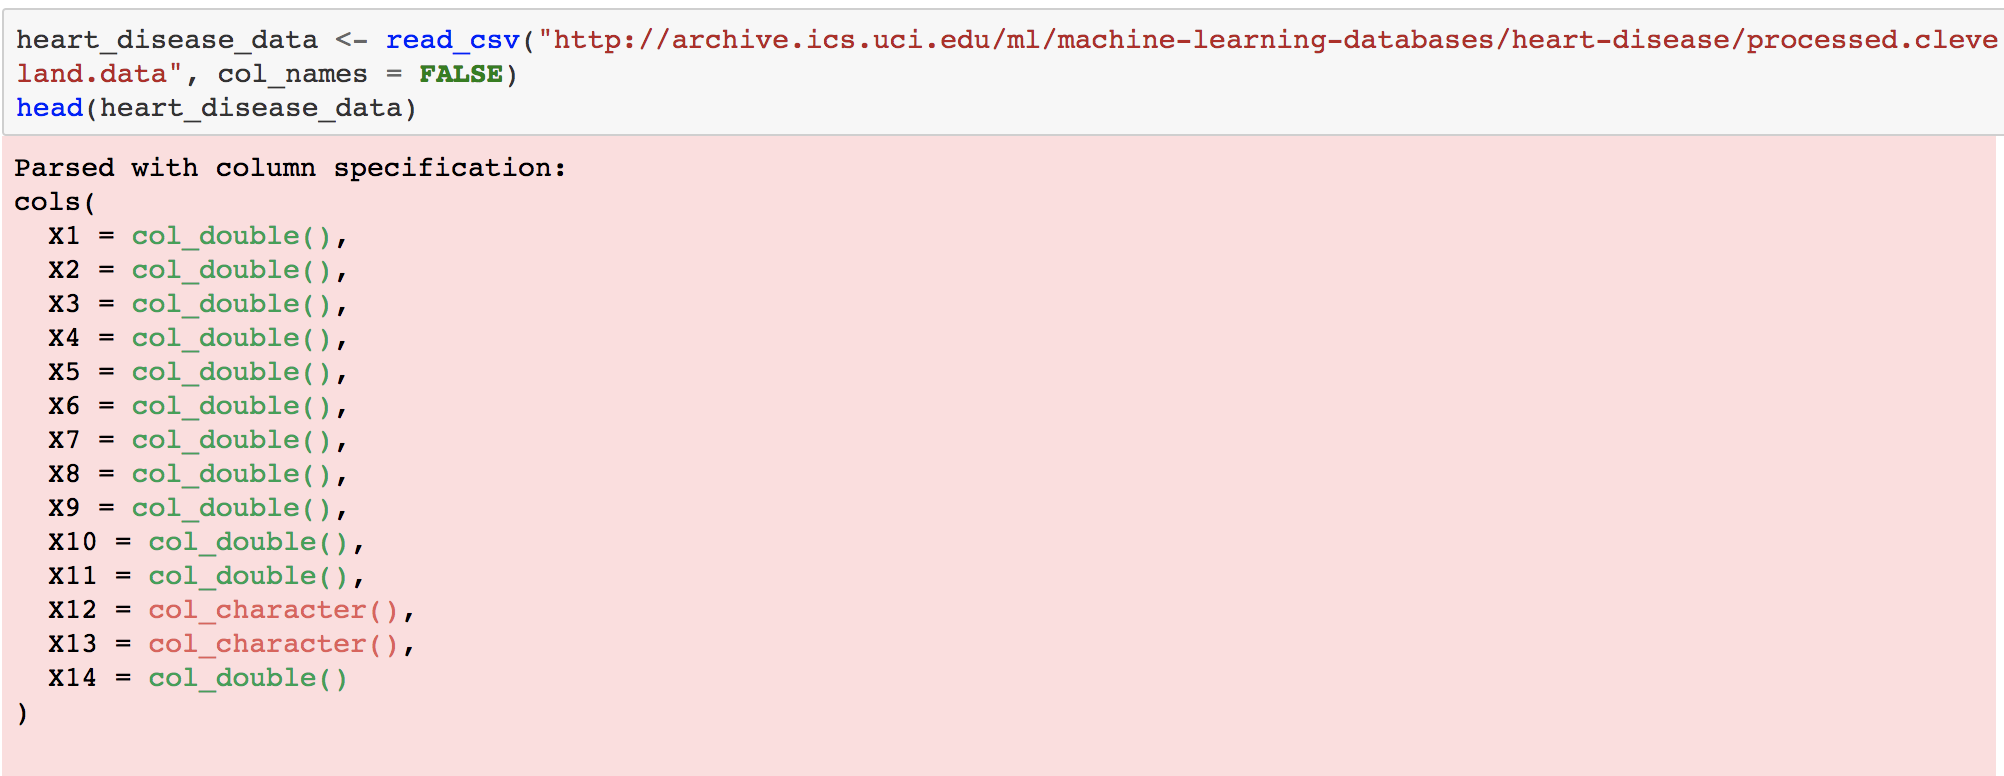 heart_disease_data <- read_csv("http://archive.ics.uci.edu/ml/machine-learning-databases/heart-disease/processed.cleve
land.data", col_names = FALSE)
head(heart_disease_data)
Parsed with column specification:
cols(
  X1 = col_double(),
  X2 = col_double(),
  X3 = col_double(),
  X4 = col_double(),
  X5 = col_double(),
  X6 = col_double(),
  X7 = col_double(),
  X8 = col_double(),
  X9 = col_double(),
  X10 = col_double(),
  X11 = col_double(),
  X12 = col_character(),
  X13 = col_character(),
  X14 = col_double()
)